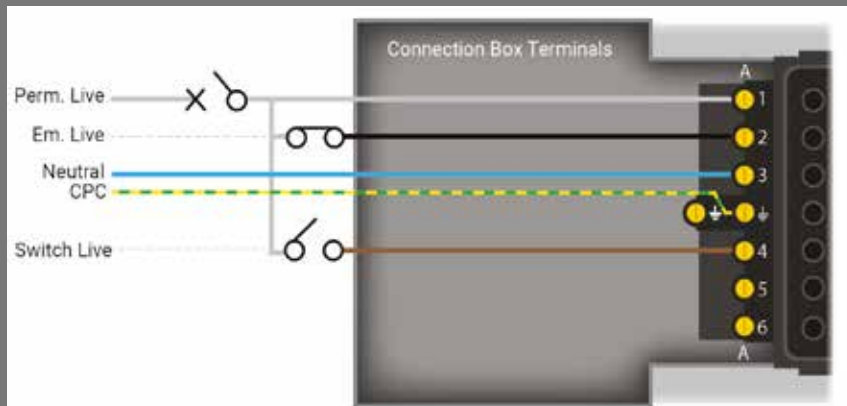 Connection Box Terminals
A
Perm. Live
1
Em. Live
2
Neutral
3
CPC
Switch Live
4
5
6
A